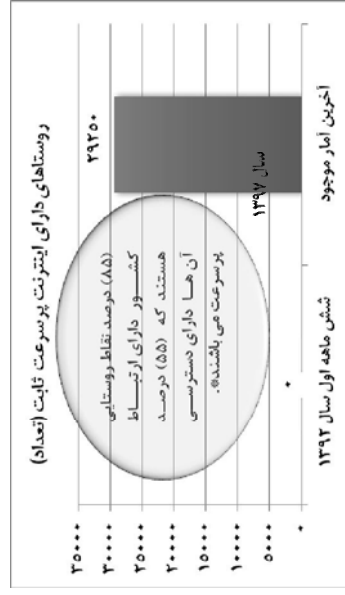 روستاهای دارای اینترنت پرسرعت ثابت (تعداد)
۳۵۰۰۰
۳۰۰۰۰
۲۵۰۰۰
۲۰۰۰۰
۱۵۰۰۰
۱۰۰۰۰
۵۰۰۰
۰
(۸۵) درصد نقاط روستایی
کشور دارای ارتباط
هستند که (۵۵) درصد
آن ها دارای دسترسی
پرسرعت می باشند*.
۲۹۲۵۰
سال ۱۳۹۷
۰
شش ماهه اول سال ۱۳۹۲
آخرین آمار موجود